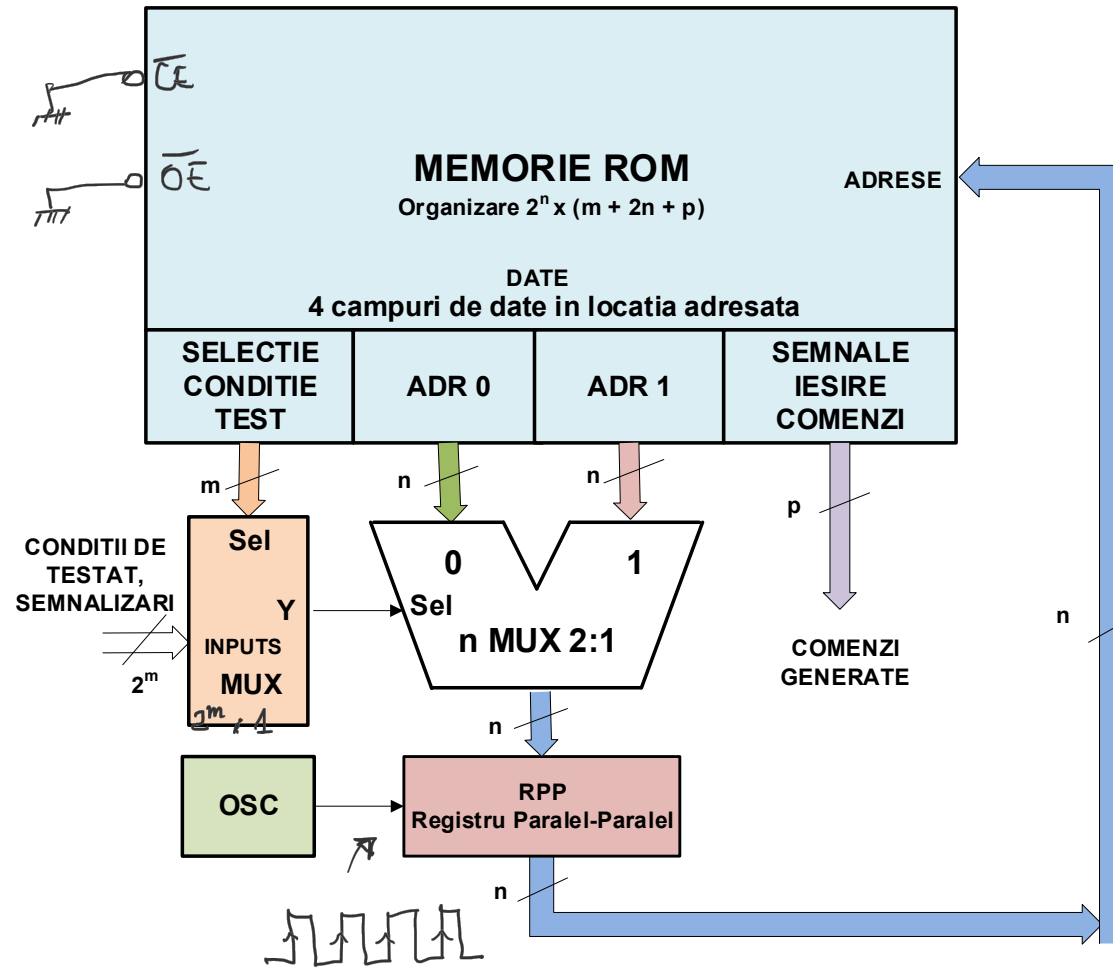 C̅E̅
O̅E̅
MEMORIE ROM
Organizare 2ⁿ x (m + 2n + p)
ADRESE
DATE
4 campuri de date in locatia adresata
SELECTIE
CONDITIE
TEST
ADR 0
ADR 1
SEMNALE
IESIRE
COMENZI
m
n
n
p
n
CONDITII DE
TESTAT,
SEMNALIZARI
2ᵐ
Sel
Y
INPUTS
MUX
2ᵐ : 1
0
1
Sel
n MUX 2:1
COMENZI
GENERATE
n
OSC
RPP
Registru Paralel-Paralel
n